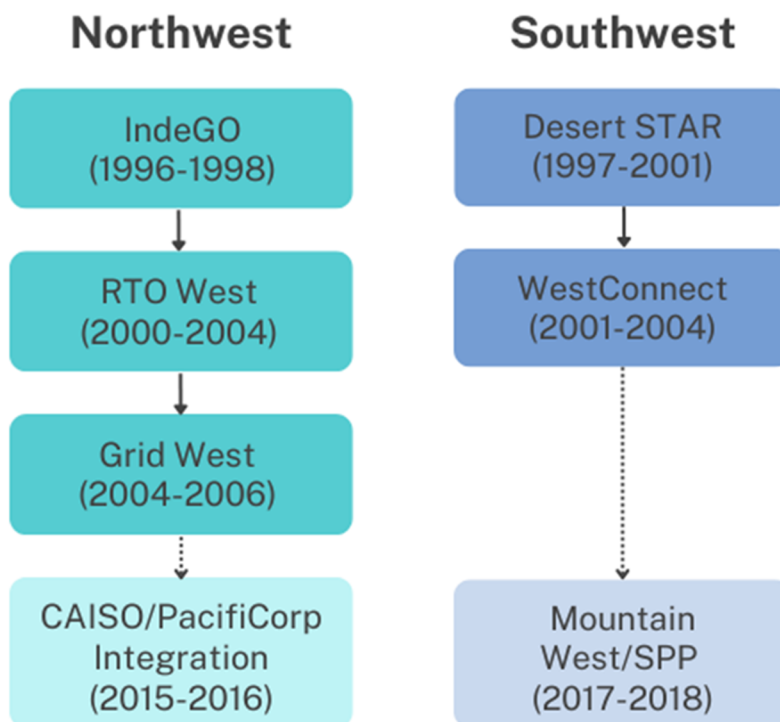 Northwest
IndeGO
(1996-1998)
RTO West
(2000-2004)
Grid West
(2004-2006)
CAISO/PacifiCorp
Integration
(2015-2016)
Southwest
Desert STAR
(1997-2001)
WestConnect
(2001-2004)
Mountain
West/SPP
(2017-2018)